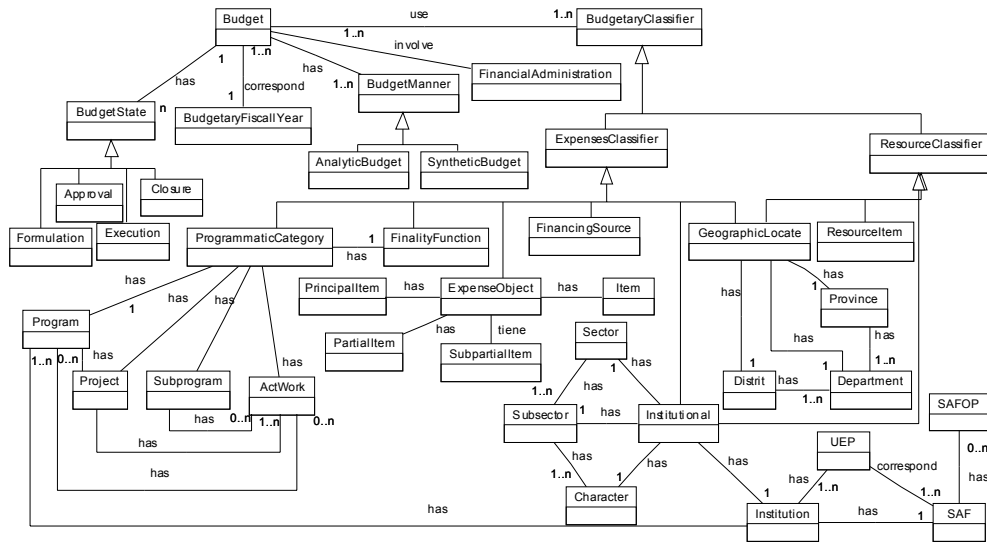 Budget
use
1..n
BudgetaryClassifier
1..n
involve
1
1..n
has
has
1..n
BudgetManner
FinancialAdministration
n
correspond
1
BudgetState
BudgetaryFiscallYear
ExpensesClassifier
ResourceClassifier
AnalyticBudget
SyntheticBudget
Approval
Closure
Formulation
Execution
ProgrammaticCategory
has
1
FinalityFunction
FinancingSource
GeographicLocate
ResourceItem
has
1
has
has
has
PrincipalItem
has
ExpenseObject
has
Item
has
1
Province
Program
has
tiene
Sector
has
has
1..n
PartialItem
SubpartialItem
1..n
0..n
has
has
Project
Subprogram
ActWork
has
1
has
1
1
Distrit
has
1..n
Department
1..n
has
0..n
1..n
0..n
has
has
Subsector
1
has
Institutional
SAFOP
0..n
UEP
has
1..n
has
1
has
1
has
1..n
correspond
1..n
has
Character
has
Institution
has
1
SAF